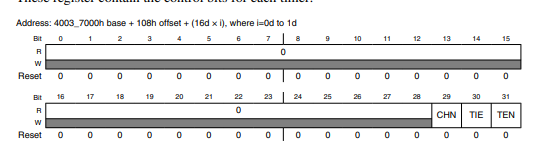 These register contain the control bits for each timer.
Address: 4003_7000h base + 108h offset + (16d × i), where i=0d to 1d
Bit 0 1 2 3 4 5 6 7 8 9 10 11 12 13 14 15
R 0
W
Reset 0 0 0 0 0 0 0 0 0 0 0 0 0 0 0 0
Bit 16 17 18 19 20 21 22 23 24 25 26 27 28 29 30 31
R 0 CHN TIE TEN
W
Reset 0 0 0 0 0 0 0 0 0 0 0 0 0 0 0 0